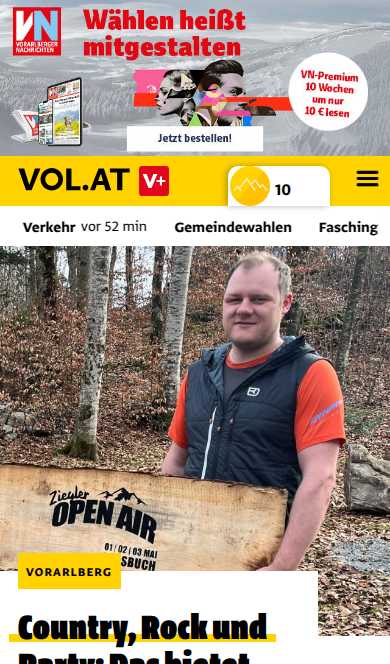 VN
VORARLBERGER
NACHRICHTEN
Wählen heißt
mitgestalten
VN-Premium
10 Wochen
um nur
10 € lesen
Jetzt bestellen!
VOL.AT V+
10
Verkehr vor 52 min Gemeindewahlen Fasching
Ziegler
OPEN AIR
01 | 02 | 03 MAI
SBUCH
VORARLBERG
Country, Rock und
Party: Das bietet